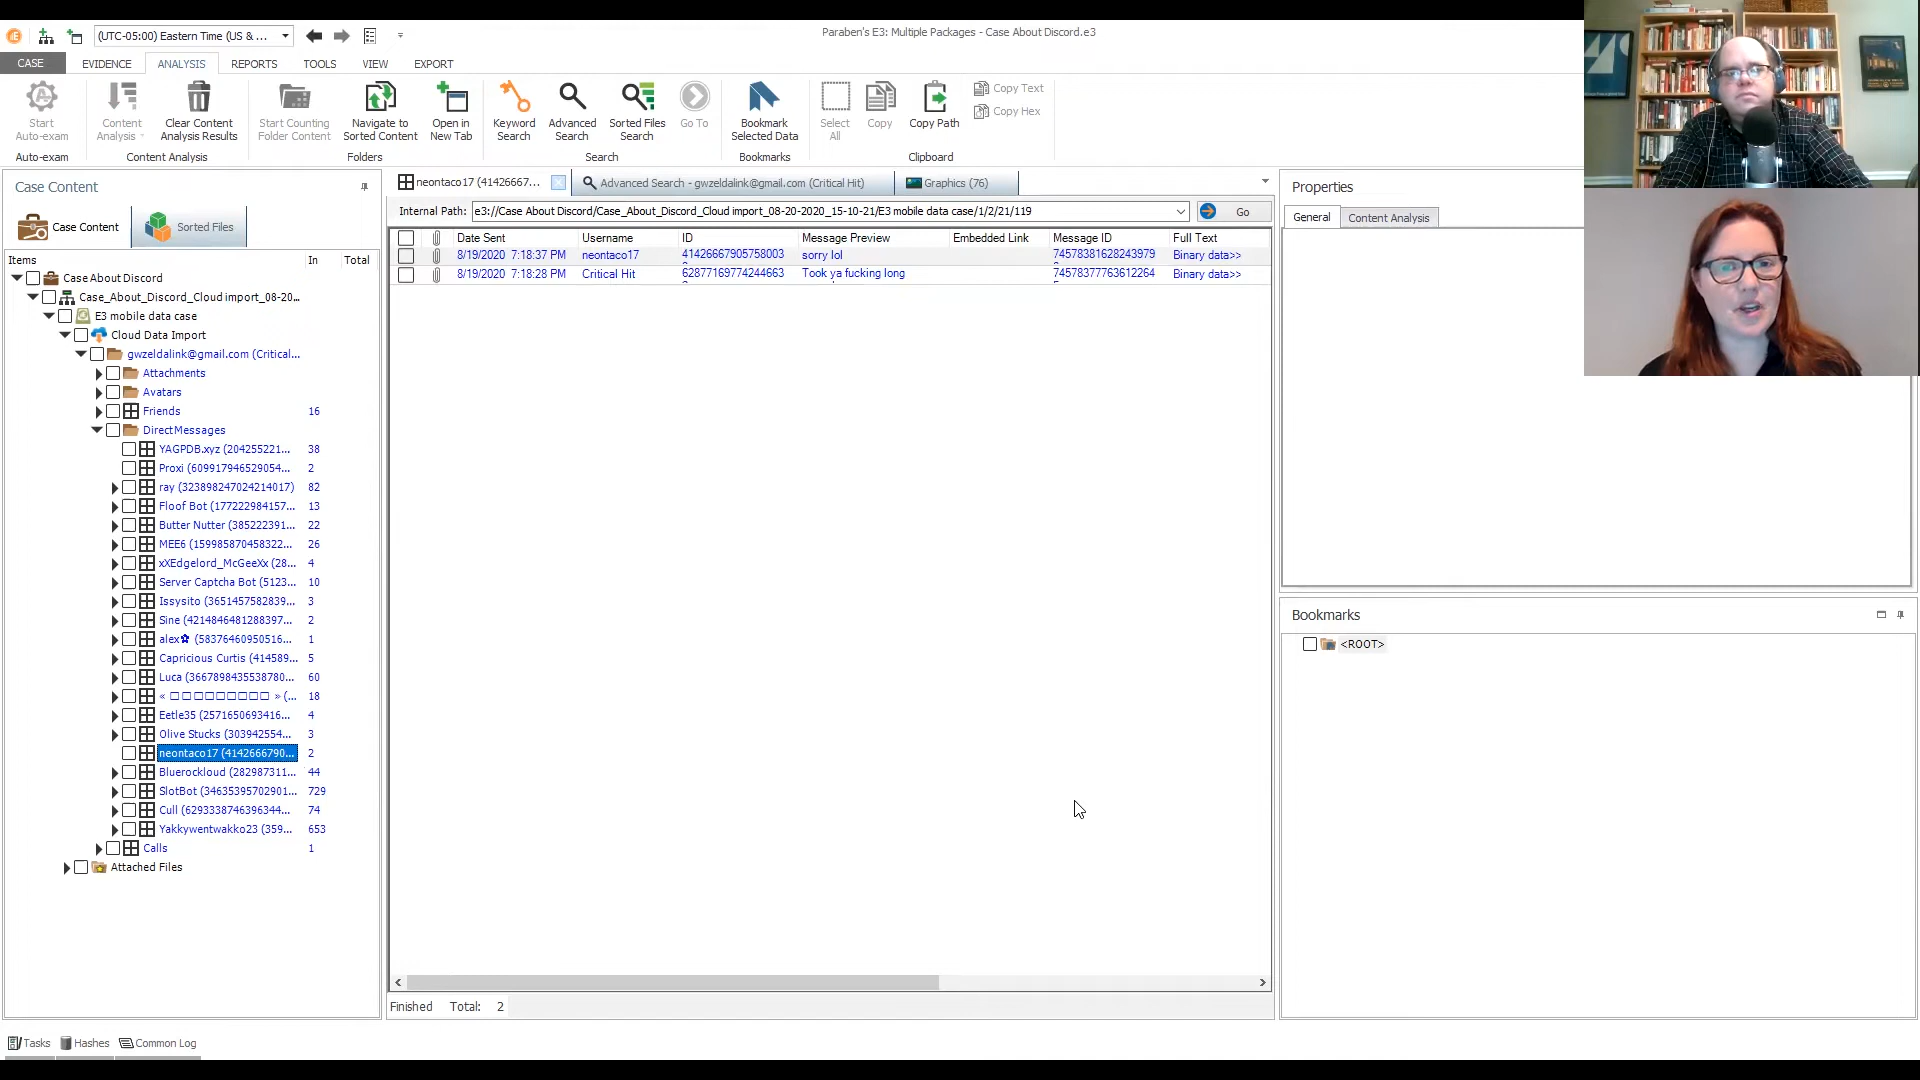 (UTC-05:00) Eastern Time (US & ...
Paraben's E3: Multiple Packages - Case About Discord.e3
CASE EVIDENCE ANALYSIS REPORTS TOOLS VIEW EXPORT
Start Auto-exam
Content Analysis
Clear Content Analysis Results
Start Counting Folder Content
Navigate to Sorted Content
Open in New Tab
Keyword Search
Advanced Search
Sorted Files Search
Go To
Bookmark Selected Data
Select All
Copy
Copy Path
Copy Text
Copy Hex
Auto-exam Content Analysis Folders Search Bookmarks Clipboard
Case Content
Case Content Sorted Files
Items In Total
Case About Discord
Case_About_Discord_Cloud import_08-20...
E3 mobile data case
Cloud Data Import
gwzeldalink@gmail.com (Critical...
Attachments
Avatars
Friends 16
DirectMessages
YAGPDB.xyz (204255221... 38
Proxi (609917946529054... 2
ray (323898247024214017) 82
Floof Bot (177222984157... 13
Butter Nutter (385222391... 22
MEE6 (159985870458322... 26
xXEdgelord_McGeeXx (28... 4
Server Captcha Bot (5123... 10
Issysito (3651457582839... 3
Sine (4214846481288397... 2
alex✿ (58376460950516... 1
Capricious Curtis (414589... 5
Luca (3667898435538780... 60
« □□□□□□□□□ » (... 18
Eetle35 (2571650693416... 4
Olive Stucks (303942554... 3
neontaco17 (4142666790... 2
Bluerockloud (282987311... 44
SlotBot (34635395702901... 729
Cull (6293338746396344... 74
Yakkywentwakko23 (359... 653
Calls 1
Attached Files
neontaco17 (41426667... Advanced Search - gwzeldalink@gmail.com (Critical Hit) Graphics (76)
Internal Path: e3://Case About Discord/Case_About_Discord_Cloud import_08-20-2020_15-10-21/E3 mobile data case/1/2/21/119 Go
Date Sent Username ID Message Preview Embedded Link Message ID Full Text
8/19/2020 7:18:37 PM neontaco17 41426667905758003 sorry lol 74578381628243979 Binary data>>
8/19/2020 7:18:28 PM Critical Hit 62877169774244663 Took ya fucking long 74578377763612264 Binary data>>
Finished Total: 2
Properties
General Content Analysis
Bookmarks
<ROOT>
Tasks Hashes Common Log